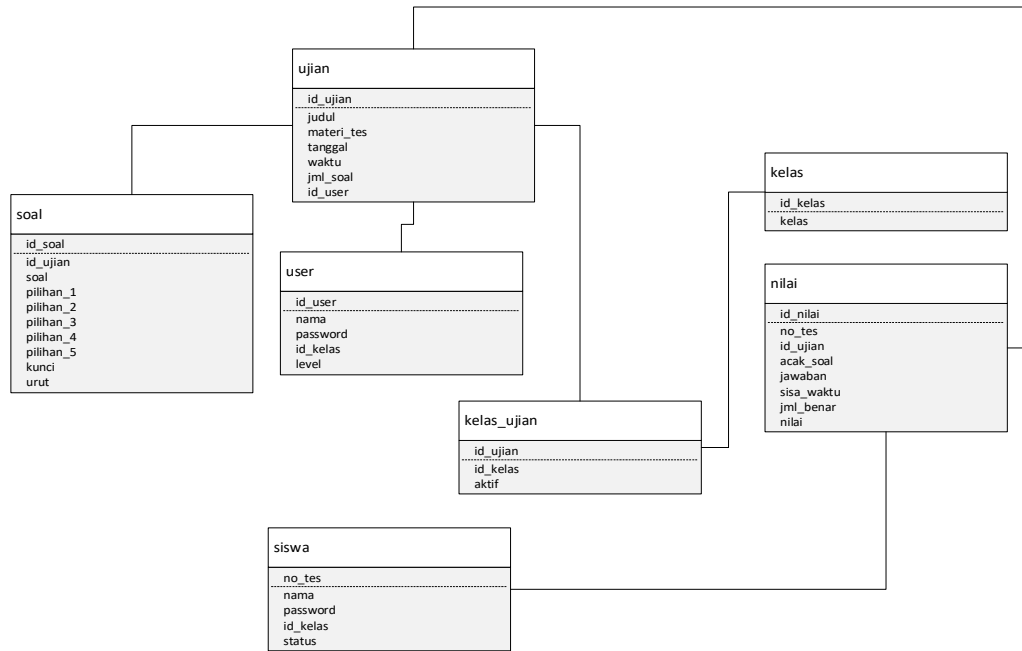 ujian
id_ujian
judul
materi_tes
tanggal
waktu
jml_soal
id_user
soal
id_soal
id_ujian
soal
pilihan_1
pilihan_2
pilihan_3
pilihan_4
pilihan_5
kunci
urut
user
id_user
nama
password
id_kelas
level
kelas
id_kelas
kelas
nilai
id_nilai
no_tes
id_ujian
acak_soal
jawaban
sisa_waktu
jml_benar
nilai
kelas_ujian
id_ujian
id_kelas
aktif
siswa
no_tes
nama
password
id_kelas
status